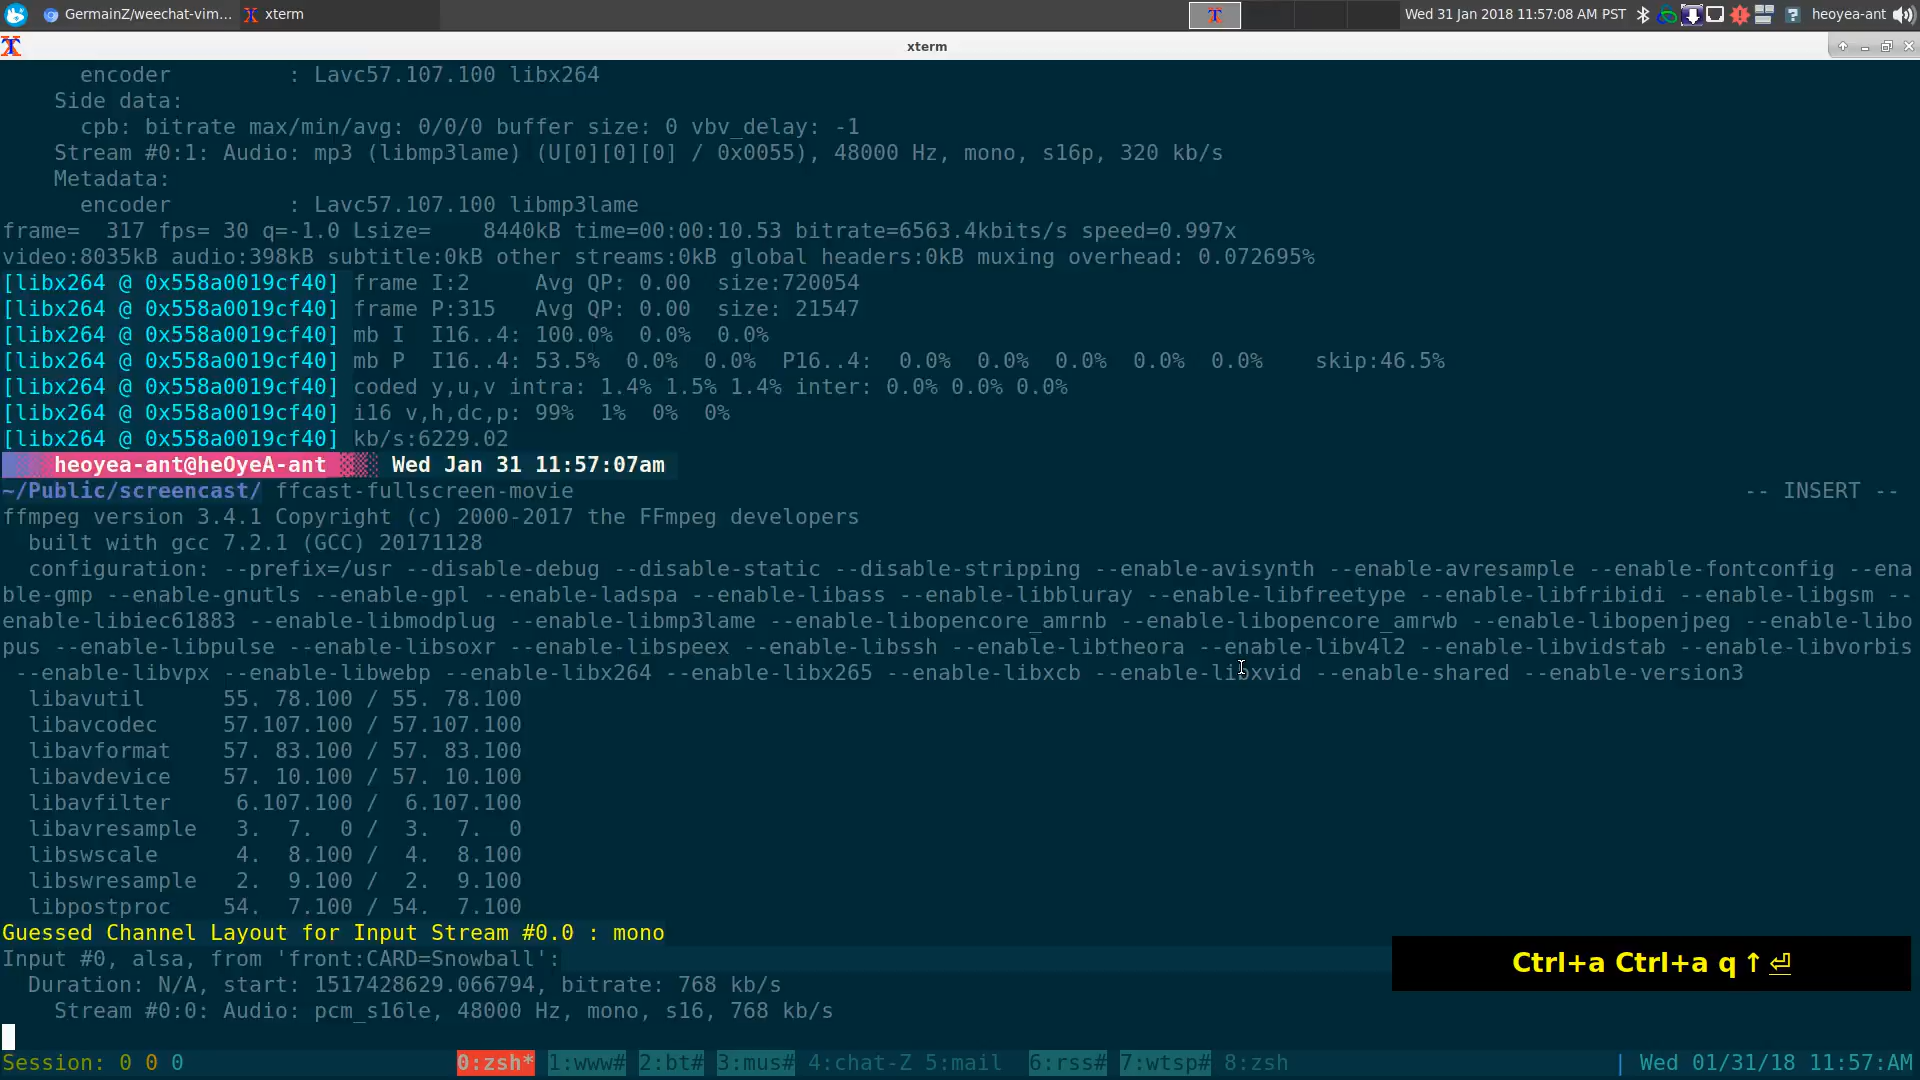 GermainZ/weechat-vim... xterm Wed 31 Jan 2018 11:57:08 AM PST heoyea-ant
xterm
encoder : Lavc57.107.100 libx264
Side data:
cpb: bitrate max/min/avg: 0/0/0 buffer size: 0 vbv_delay: -1
Stream #0:1: Audio: mp3 (libmp3lame) (U[0][0][0] / 0x0055), 48000 Hz, mono, s16p, 320 kb/s
Metadata:
encoder : Lavc57.107.100 libmp3lame
frame= 317 fps= 30 q=-1.0 Lsize= 8440kB time=00:00:10.53 bitrate=6563.4kbits/s speed=0.997x
video:8035kB audio:398kB subtitle:0kB other streams:0kB global headers:0kB muxing overhead: 0.072695%
[libx264 @ 0x558a0019cf40] frame I:2 Avg QP: 0.00 size:720054
[libx264 @ 0x558a0019cf40] frame P:315 Avg QP: 0.00 size: 21547
[libx264 @ 0x558a0019cf40] mb I I16..4: 100.0% 0.0% 0.0%
[libx264 @ 0x558a0019cf40] mb P I16..4: 53.5% 0.0% 0.0% P16..4: 0.0% 0.0% 0.0% 0.0% 0.0% skip:46.5%
[libx264 @ 0x558a0019cf40] coded y,u,v intra: 1.4% 1.5% 1.4% inter: 0.0% 0.0% 0.0%
[libx264 @ 0x558a0019cf40] i16 v,h,dc,p: 99% 1% 0% 0%
[libx264 @ 0x558a0019cf40] kb/s:6229.02
heoyea-ant@heOyeA-ant Wed Jan 31 11:57:07am
~/Public/screencast/ ffcast-fullscreen-movie -- INSERT --
ffmpeg version 3.4.1 Copyright (c) 2000-2017 the FFmpeg developers
built with gcc 7.2.1 (GCC) 20171128
configuration: --prefix=/usr --disable-debug --disable-static --disable-stripping --enable-avisynth --enable-avresample --enable-fontconfig --ena
ble-gmp --enable-gnutls --enable-gpl --enable-ladspa --enable-libass --enable-libbluray --enable-libfreetype --enable-libfribidi --enable-libgsm --
enable-libiec61883 --enable-libmodplug --enable-libmp3lame --enable-libopencore_amrnb --enable-libopencore_amrwb --enable-libopenjpeg --enable-libo
pus --enable-libpulse --enable-libsoxr --enable-libspeex --enable-libssh --enable-libtheora --enable-libv4l2 --enable-libvidstab --enable-libvorbis
--enable-libvpx --enable-libwebp --enable-libx264 --enable-libx265 --enable-libxcb --enable-libxvid --enable-shared --enable-version3
libavutil 55. 78.100 / 55. 78.100
libavcodec 57.107.100 / 57.107.100
libavformat 57. 83.100 / 57. 83.100
libavdevice 57. 10.100 / 57. 10.100
libavfilter 6.107.100 / 6.107.100
libavresample 3. 7. 0 / 3. 7. 0
libswscale 4. 8.100 / 4. 8.100
libswresample 2. 9.100 / 2. 9.100
libpostproc 54. 7.100 / 54. 7.100
Guessed Channel Layout for Input Stream #0.0 : mono
Input #0, alsa, from 'front:CARD=Snowball':
Duration: N/A, start: 1517428629.066794, bitrate: 768 kb/s
Stream #0:0: Audio: pcm_s16le, 48000 Hz, mono, s16, 768 kb/s
Ctrl+a Ctrl+a q ↑ ⏎
Session: 0 0 0 0:zsh* 1:www# 2:bt# 3:mus# 4:chat-Z 5:mail 6:rss# 7:wtsp# 8:zsh | Wed 01/31/18 11:57:AM